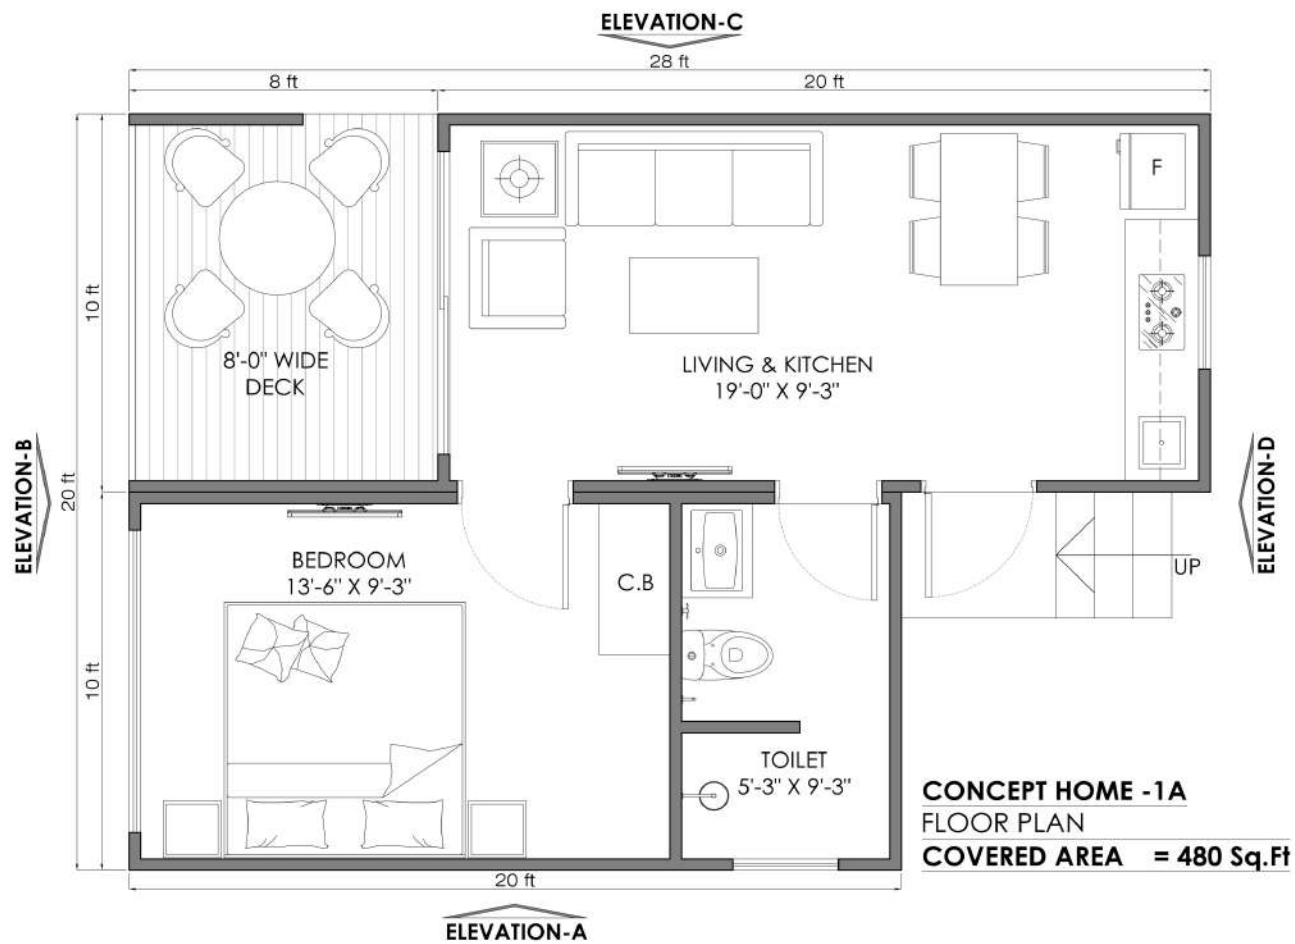 ELEVATION-C
28 ft
8 ft
20 ft
F
10 ft
8'-0" WIDE
DECK
LIVING & KITCHEN
19'-0" X 9'-3"
ELEVATION-B
20 ft
ELEVATION-D
BEDROOM
13'-6" X 9'-3"
C.B
UP
10 ft
TOILET
5'-3" X 9'-3"
CONCEPT HOME -1A
FLOOR PLAN
COVERED AREA = 480 Sq.Ft
20 ft
ELEVATION-A